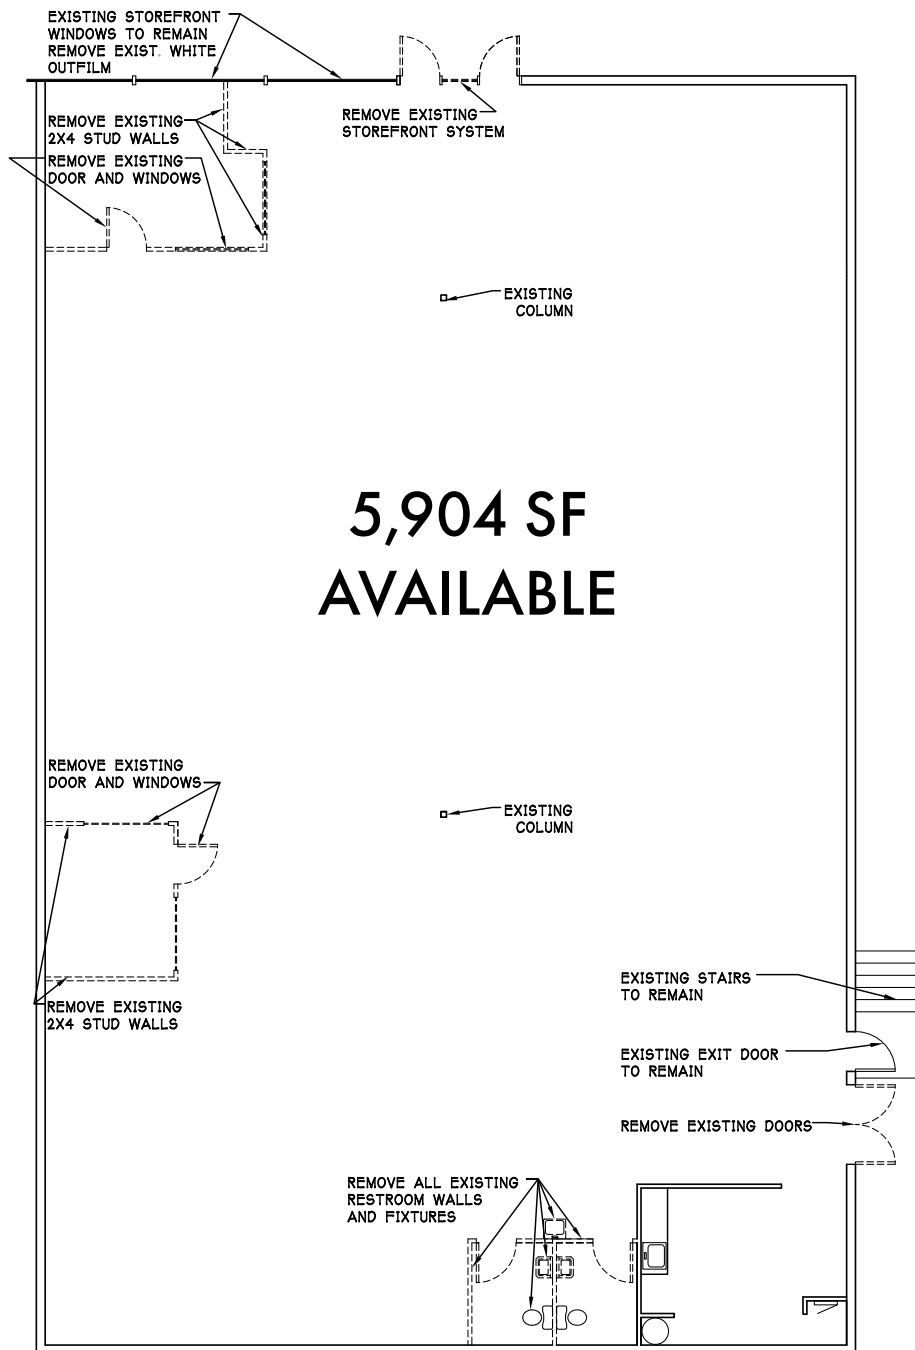 EXISTING STOREFRONT
WINDOWS TO REMAIN
REMOVE EXIST. WHITE
OUTFILM
REMOVE EXISTING
STOREFRONT SYSTEM
REMOVE EXISTING
2X4 STUD WALLS
REMOVE EXISTING
DOOR AND WINDOWS
EXISTING
COLUMN
5,904 SF
AVAILABLE
REMOVE EXISTING
DOOR AND WINDOWS
EXISTING
COLUMN
REMOVE EXISTING
2X4 STUD WALLS
EXISTING STAIRS
TO REMAIN
EXISTING EXIT DOOR
TO REMAIN
REMOVE EXISTING DOORS
REMOVE ALL EXISTING
RESTROOM WALLS
AND FIXTURES